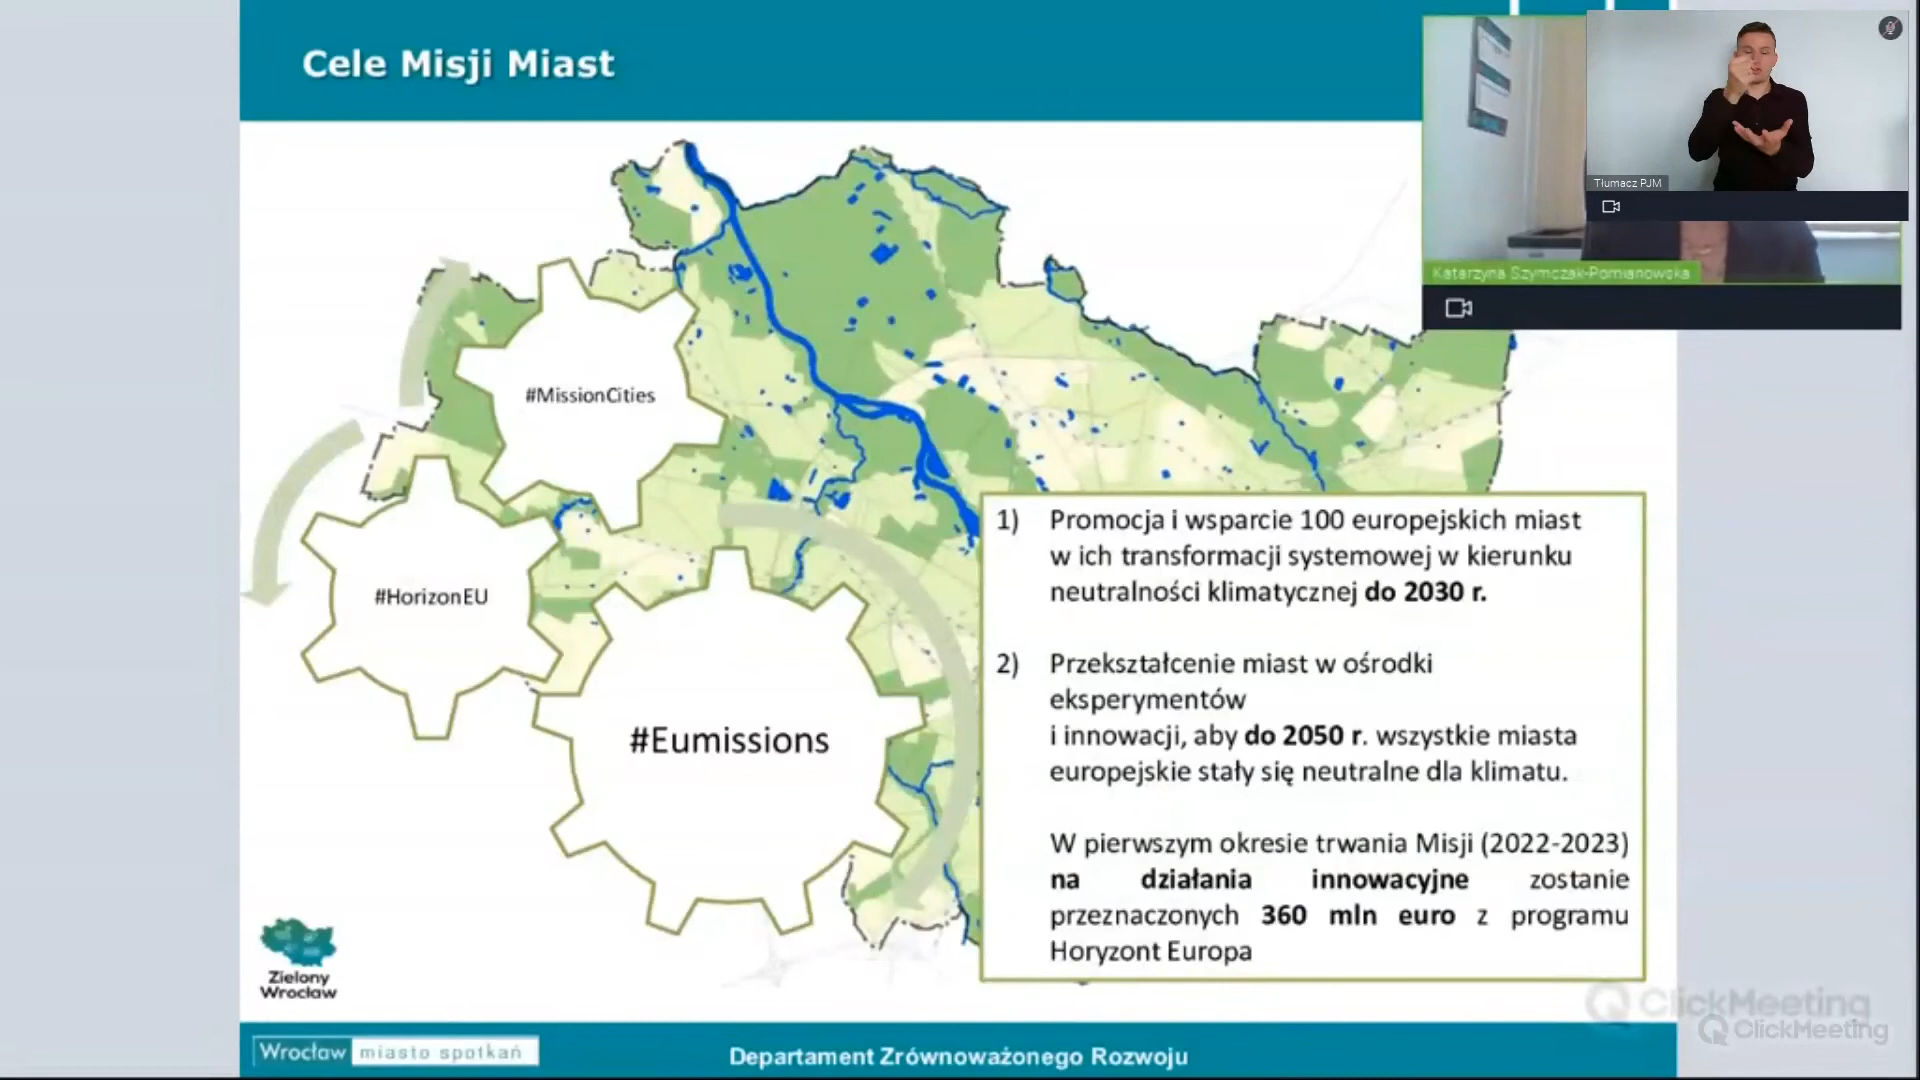 Cele Misji Miast
Tłumacz PJM
Katarzyna Szymczak-Pomianowska
#MissionCities
#HorizonEU
#Eumissions
1) Promocja i wsparcie 100 europejskich miast
w ich transformacji systemowej w kierunku
neutralności klimatycznej do 2030 r.
2) Przekształcenie miast w ośrodki
eksperymentów
i innowacji, aby do 2050 r. wszystkie miasta
europejskie stały się neutralne dla klimatu.
W pierwszym okresie trwania Misji (2022-2023)
na działania innowacyjne zostanie
przeznaczonych 360 mln euro z programu
Horyzont Europa
Zielony
Wrocław
ClickMeeting
ClickMeeting
Wrocław miasto spotkań
Departament Zrównoważonego Rozwoju